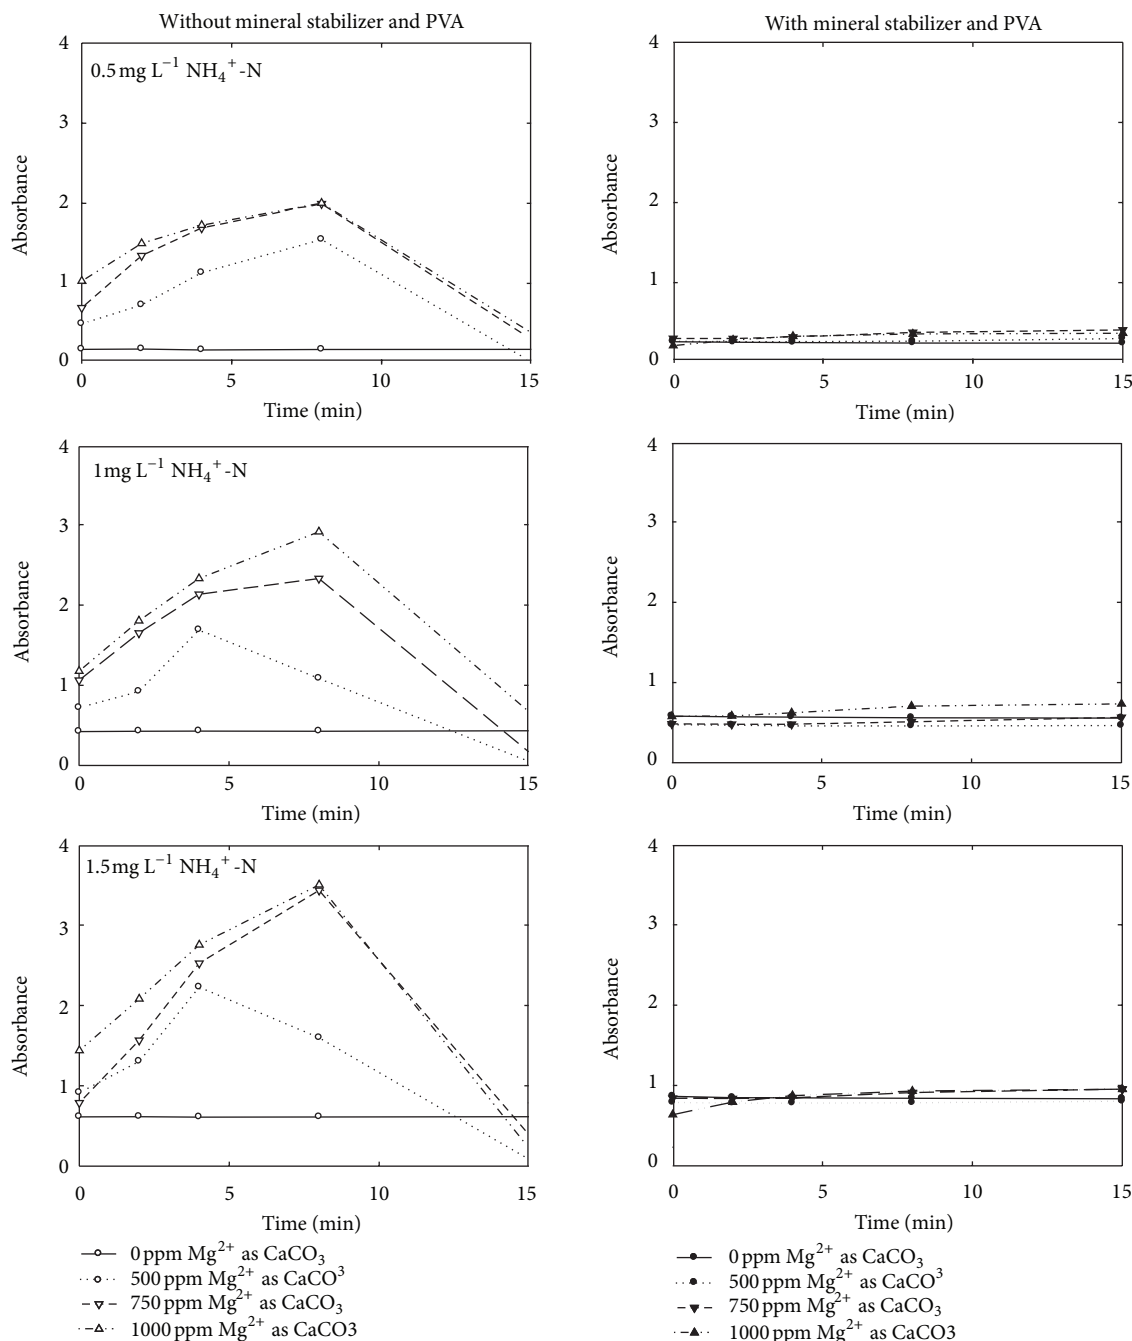 Without mineral stabilizer and PVA
4
3
2
1
0
0.5 mg L⁻¹ NH₄⁺-N
Absorbance
0 5 10 15
Time (min)
With mineral stabilizer and PVA
4
3
2
1
0
Absorbance
0 5 10 15
Time (min)
4
3
2
1
0
1 mg L⁻¹ NH₄⁺-N
Absorbance
0 5 10 15
Time (min)
4
3
2
1
0
Absorbance
0 5 10 15
Time (min)
4
3
2
1
0
1.5 mg L⁻¹ NH₄⁺-N
Absorbance
0 5 10 15
Time (min)
4
3
2
1
0
Absorbance
0 5 10 15
Time (min)
0 ppm Mg²⁺ as CaCO₃
500 ppm Mg²⁺ as CaCO³
750 ppm Mg²⁺ as CaCO₃
1000 ppm Mg²⁺ as CaCO3
0 ppm Mg²⁺ as CaCO₃
500 ppm Mg²⁺ as CaCO³
750 ppm Mg²⁺ as CaCO₃
1000 ppm Mg²⁺ as CaCO3